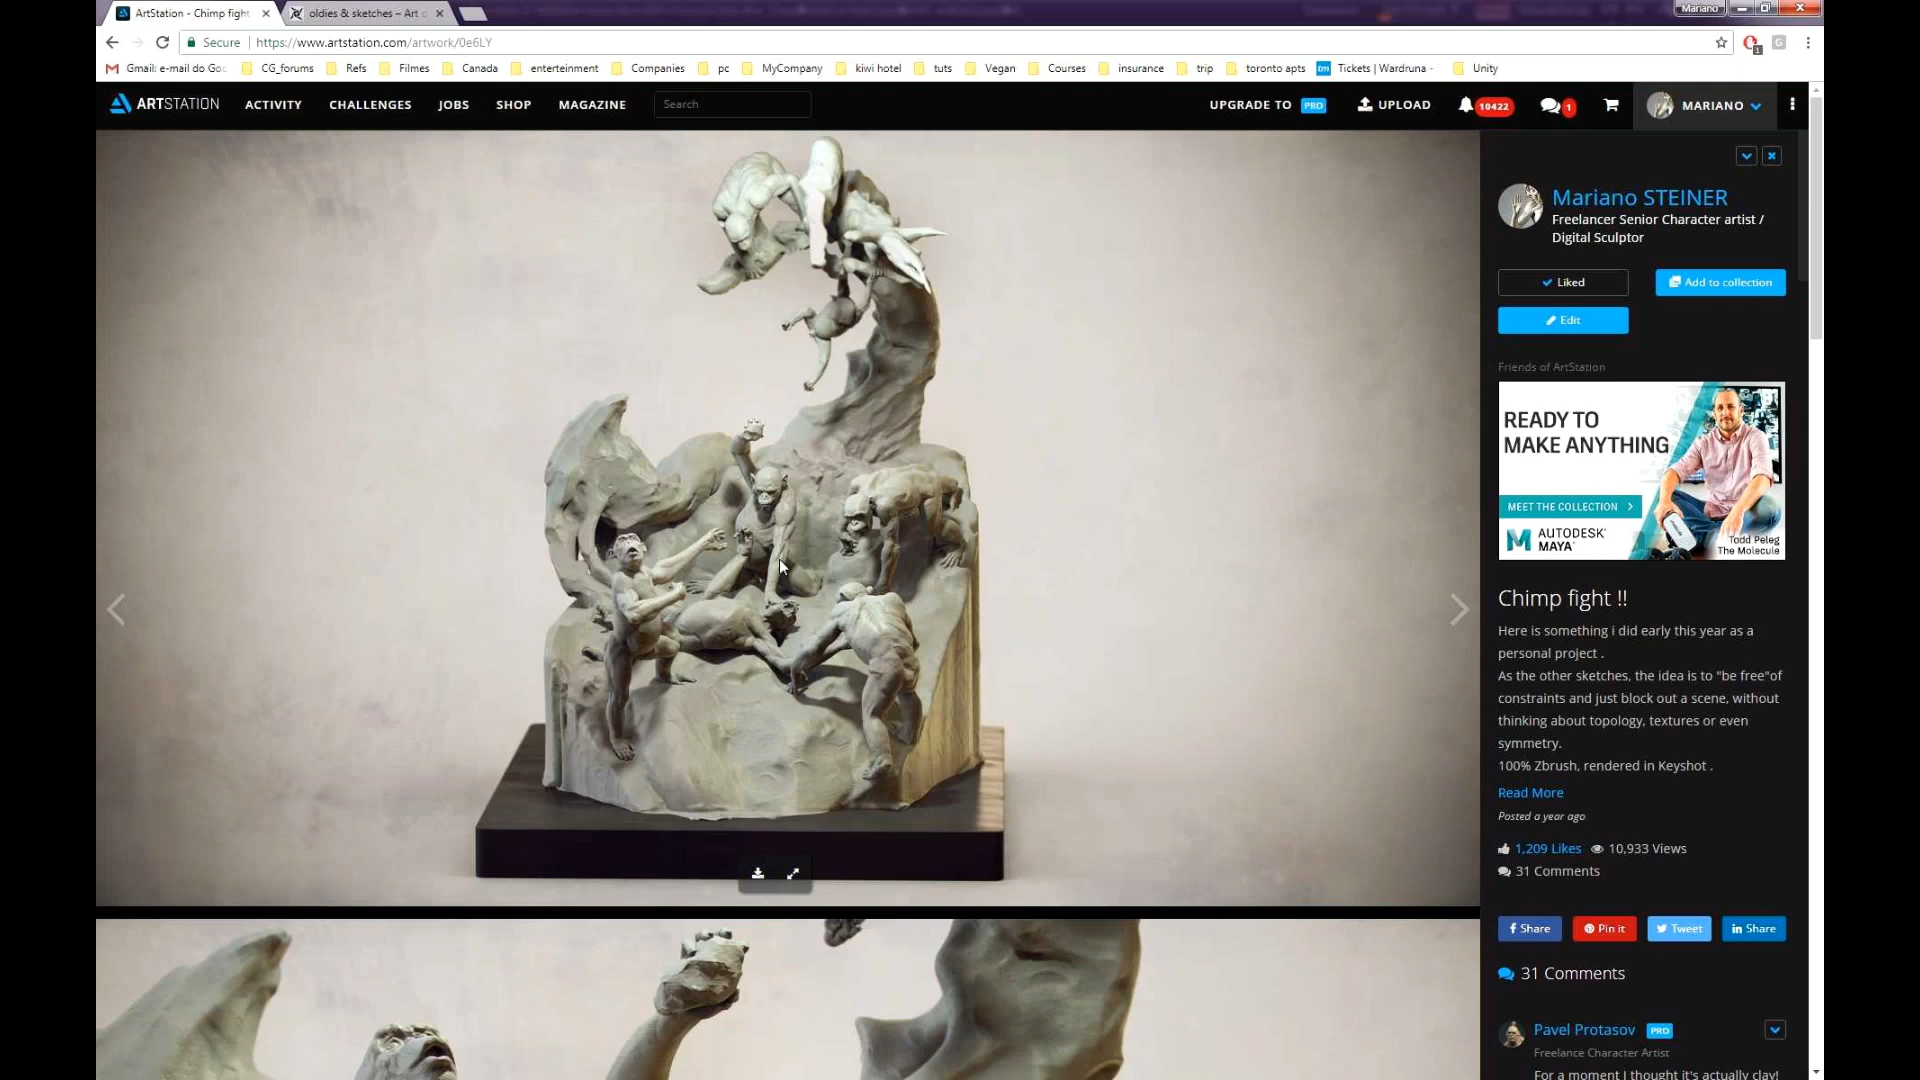 ArtStation - Chimp fight
oldies & sketches – Art o
Mariano
Secure
https://www.artstation.com/artwork/0e6LY
1
G
Gmail: e-mail do Goo
CG_forums
Refs
Filmes
Canada
enterteinment
Companies
pc
MyCompany
kiwi hotel
tuts
Vegan
Courses
insurance
trip
toronto apts
tm
Tickets | Wardruna -
Unity
ARTSTATION
ACTIVITY
CHALLENGES
JOBS
SHOP
MAGAZINE
Search
UPGRADE TO PRO
UPLOAD
10422
1
MARIANO
Mariano STEINER
Freelancer Senior Character artist /
Digital Sculptor
Liked
Add to collection
Edit
Friends of ArtStation
READY TO
MAKE ANYTHING
MEET THE COLLECTION
AUTODESK®
MAYA®
Todd Peleg
The Molecule
Chimp fight !!
Here is something i did early this year as a
personal project .
As the other sketches, the idea is to "be free"of
constraints and just block out a scene, without
thinking about topology, textures or even
symmetry.
100% Zbrush, rendered in Keyshot .
Read More
Posted a year ago
1,209 Likes
10,933 Views
31 Comments
Share
Pin it
Tweet
Share
31 Comments
Pavel Protasov PRO
Freelance Character Artist
For a moment I thought it's actually clay!